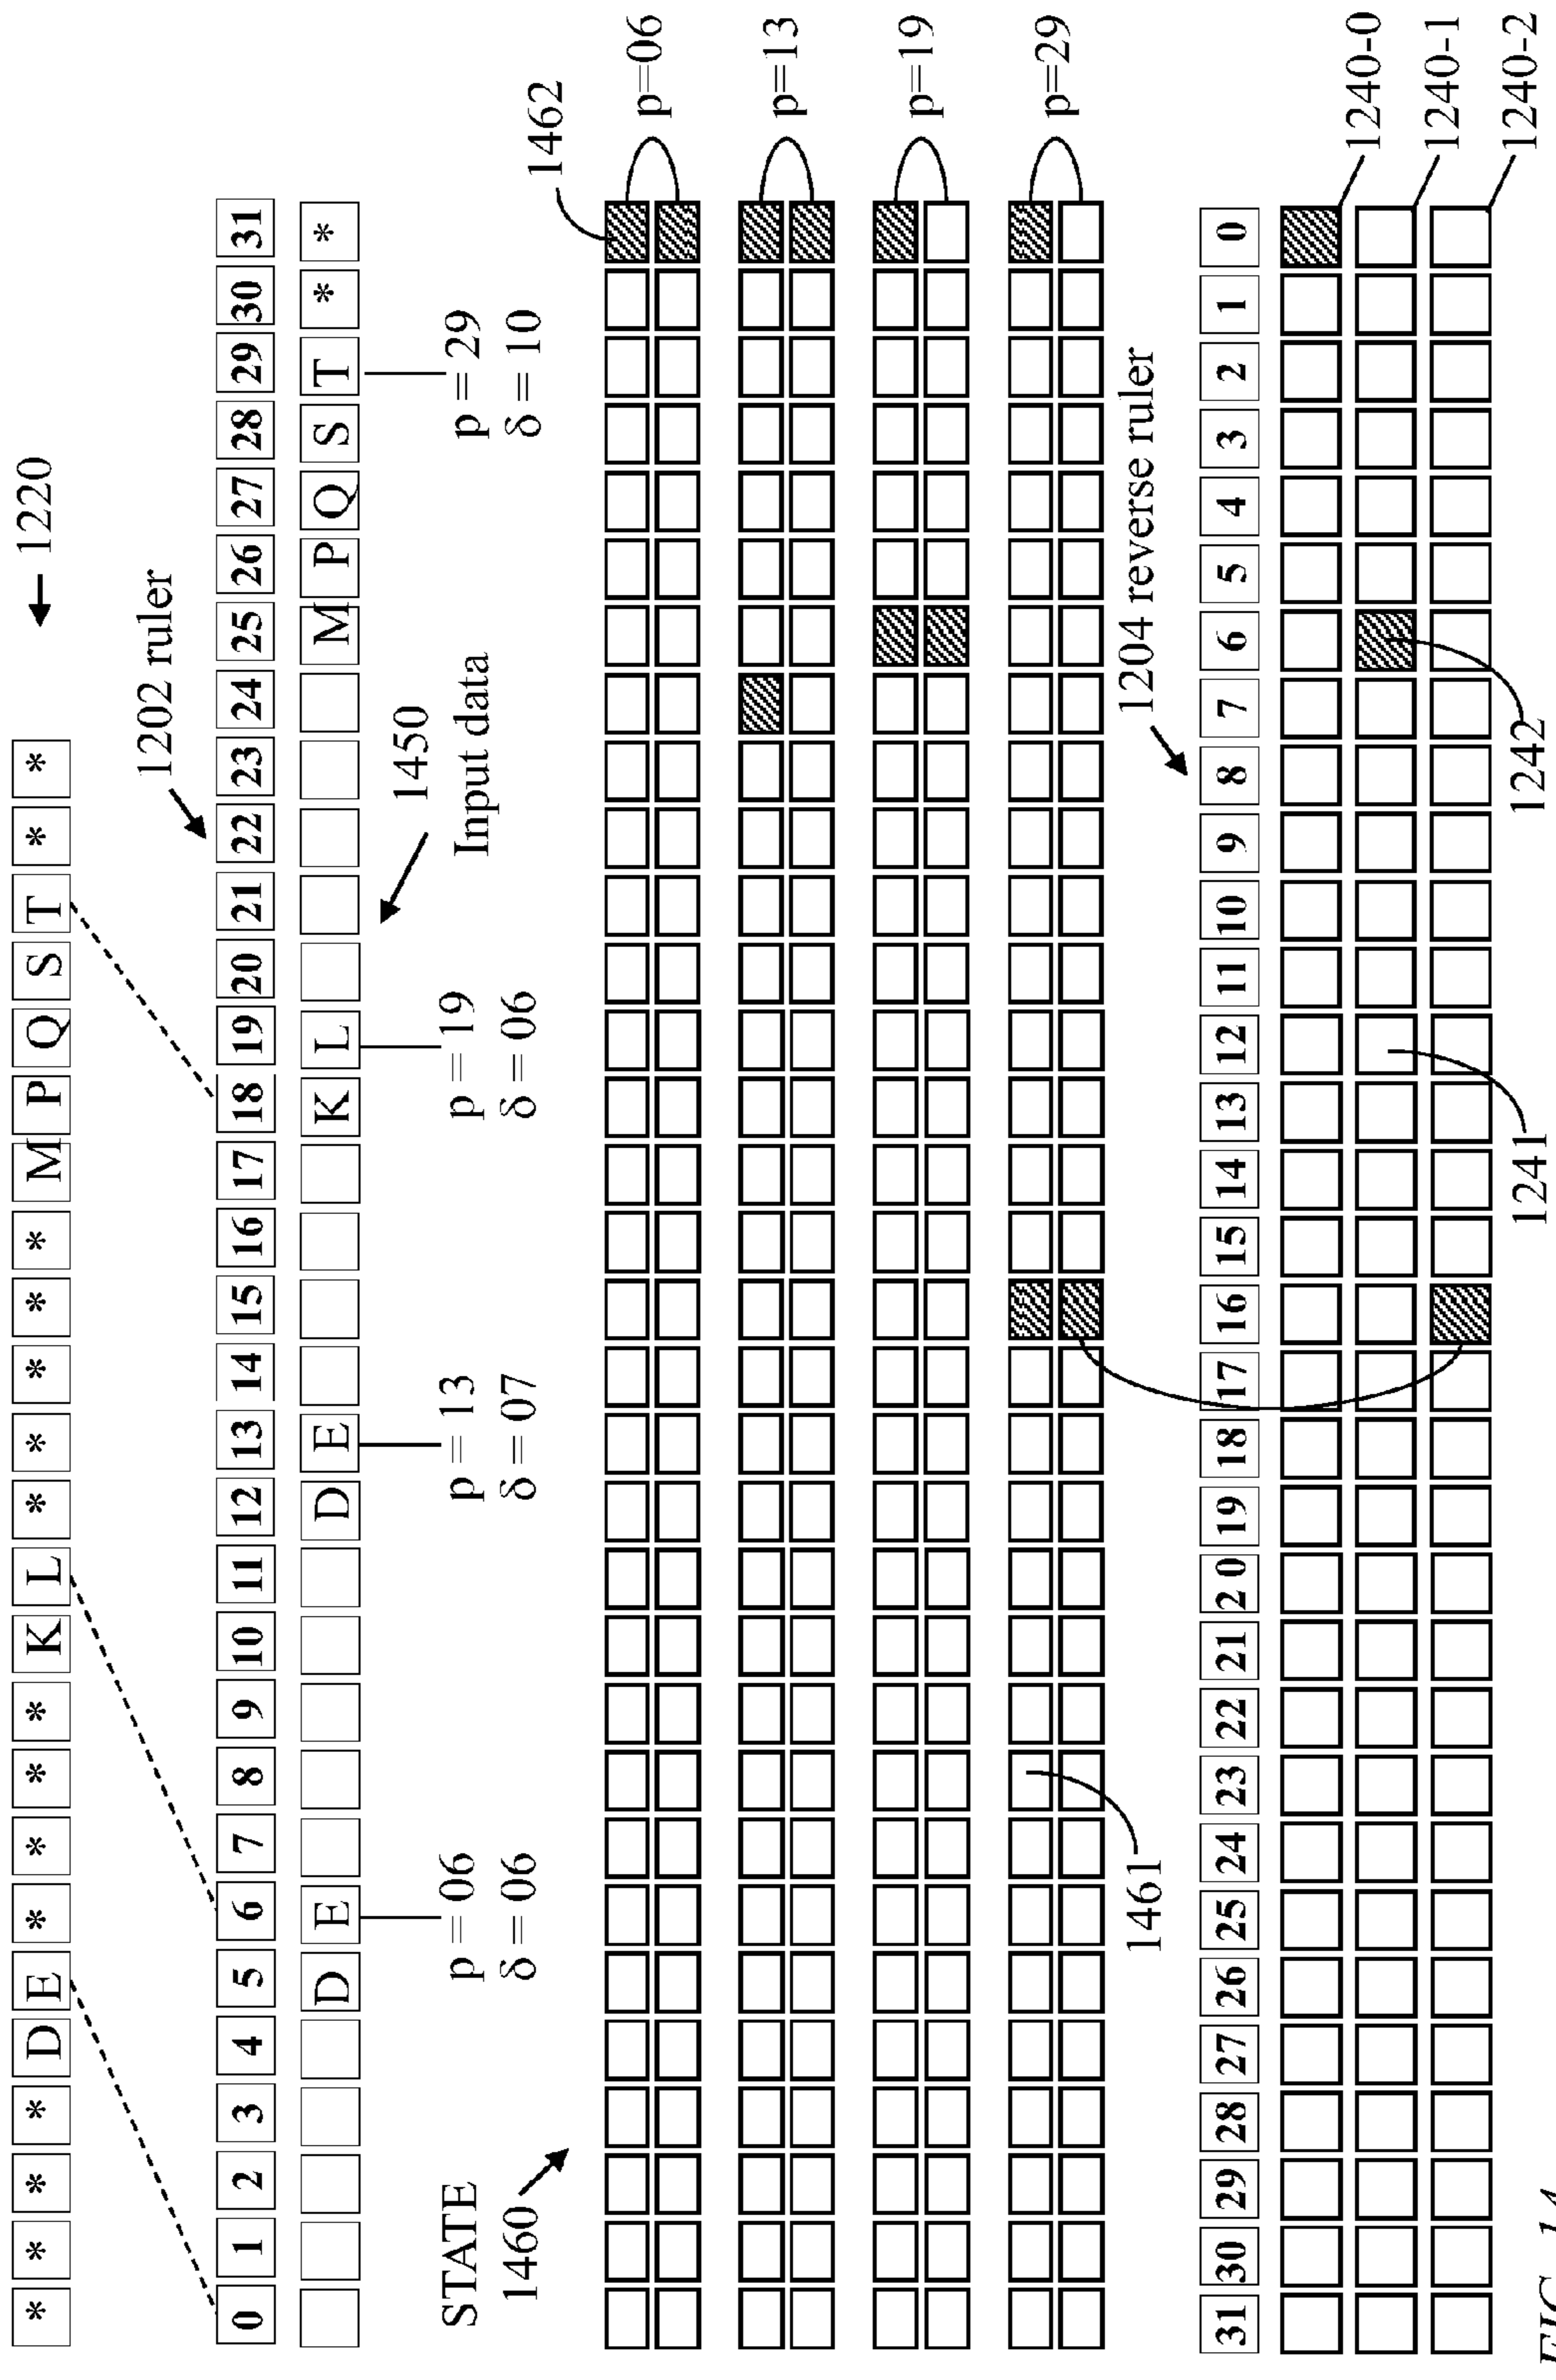 * * * * D E * * * * K L * * * * * M P Q S T * *
1220
1202 ruler
0 1 2 3 4 5 6 7 8 9 10 11 12 13 14 15 16 17 18 19 20 21 22 23 24 25 26 27 28 29 30 31
D E D E K L M P Q S T * *
1450
Input data
p = 06
δ = 06
p = 13
δ = 07
p = 19
δ = 06
p = 29
δ = 10
STATE
1460
1462
p=06
p=13
p=19
p=29
1461
1204 reverse ruler
31 30 29 28 27 26 25 24 23 22 21 20 19 18 17 16 15 14 13 12 11 10 9 8 7 6 5 4 3 2 1 0
1240-0
1240-1
1240-2
1241
1242
FIG. 14